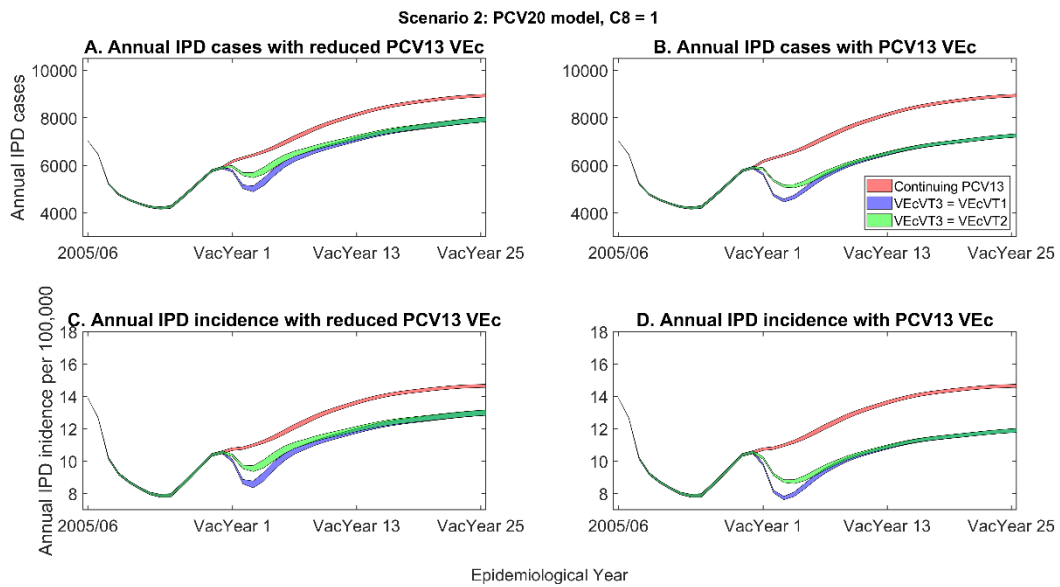 Scenario 2: PCV20 model, C8 = 1
A. Annual IPD cases with reduced PCV13 VEc
Annual IPD cases
10000
8000
6000
4000
2005/06
VacYear 1
VacYear 13
VacYear 25
B. Annual IPD cases with PCV13 VEc
10000
8000
6000
4000
Continuing PCV13
VEcVT3 = VEcVT1
VEcVT3 = VEcVT2
2005/06
VacYear 1
VacYear 13
VacYear 25
C. Annual IPD incidence with reduced PCV13 VEc
Annual IPD inidence per 100,000
18
16
14
12
10
8
2005/06
VacYear 1
VacYear 13
VacYear 25
D. Annual IPD incidence with PCV13 VEc
18
16
14
12
10
8
2005/06
VacYear 1
VacYear 13
VacYear 25
Epidemiological Year